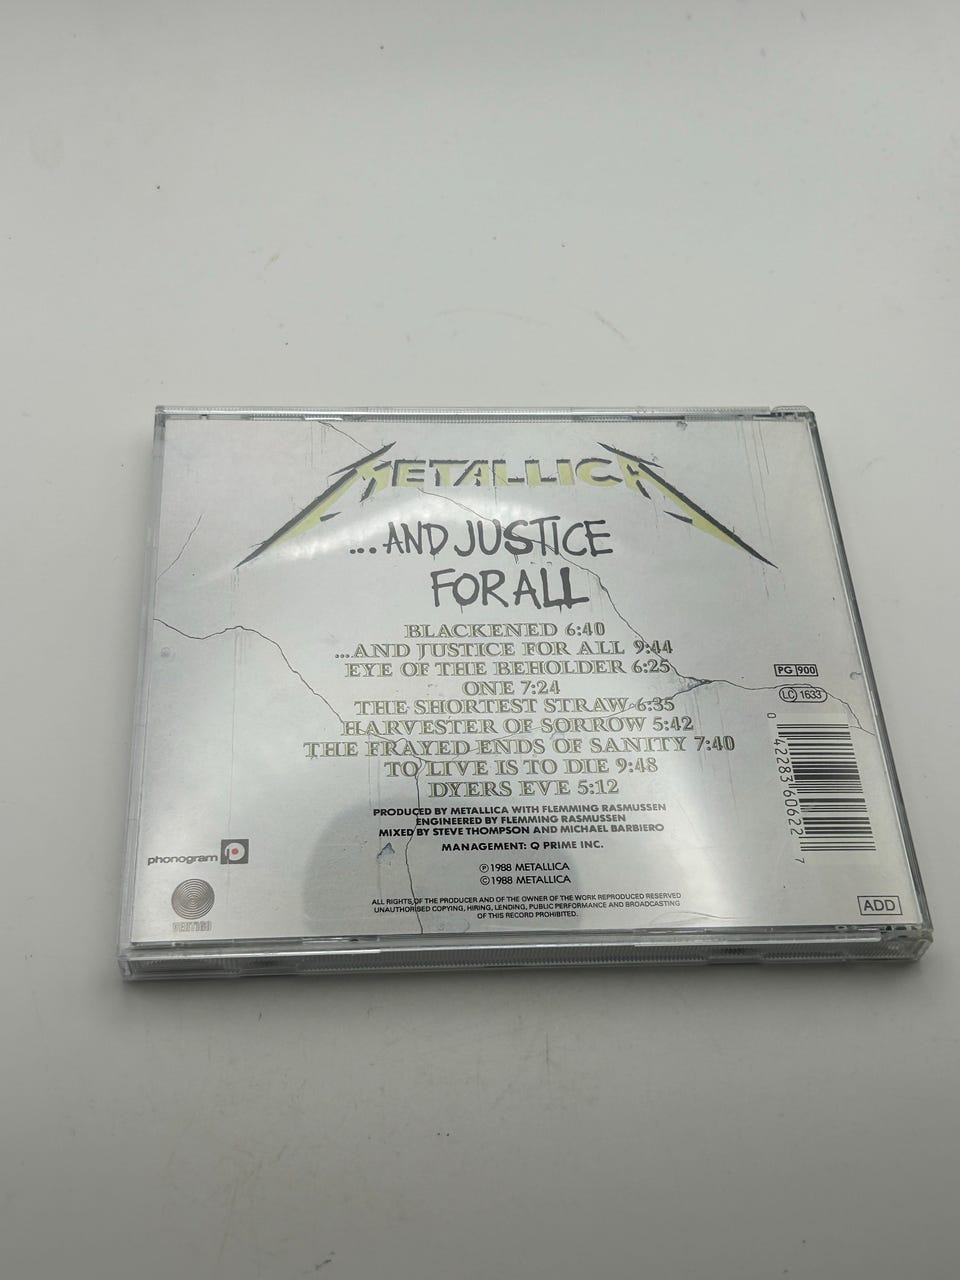 METALLICA
...AND JUSTICE
FOR ALL
BLACKENED 6:40
...AND JUSTICE FOR ALL 9:44
EYE OF THE BEHOLDER 6:25
ONE 7:24
THE SHORTEST STRAW 6:35
HARVESTER OF SORROW 5:42
THE FRAYED ENDS OF SANITY 7:40
TO LIVE IS TO DIE 9:48
DYERS EVE 5:12
PRODUCED BY METALLICA WITH FLEMMING RASMUSSEN
ENGINEERED BY FLEMMING RASMUSSEN
MIXED BY STEVE THOMPSON AND MICHAEL BARBIERO
MANAGEMENT: Q PRIME INC.
℗ 1988 METALLICA
© 1988 METALLICA
ALL RIGHTS OF THE PRODUCER AND OF THE OWNER OF THE WORK REPRODUCED RESERVED
UNAUTHORISED COPYING, HIRING, LENDING, PUBLIC PERFORMANCE AND BROADCASTING
OF THIS RECORD PROHIBITED.
phonogram
VERTIGO
PG 900
LC 1633
0 42283 60622 7
ADD